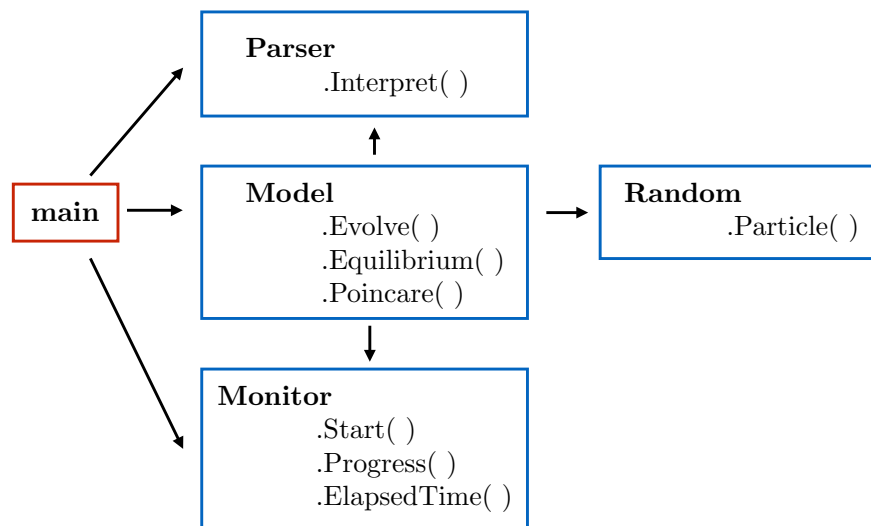 Parser
.Interpret( )
main
Model
.Evolve( )
.Equilibrium( )
.Poincare( )
Random
.Particle( )
Monitor
.Start( )
.Progress( )
.ElapsedTime( )